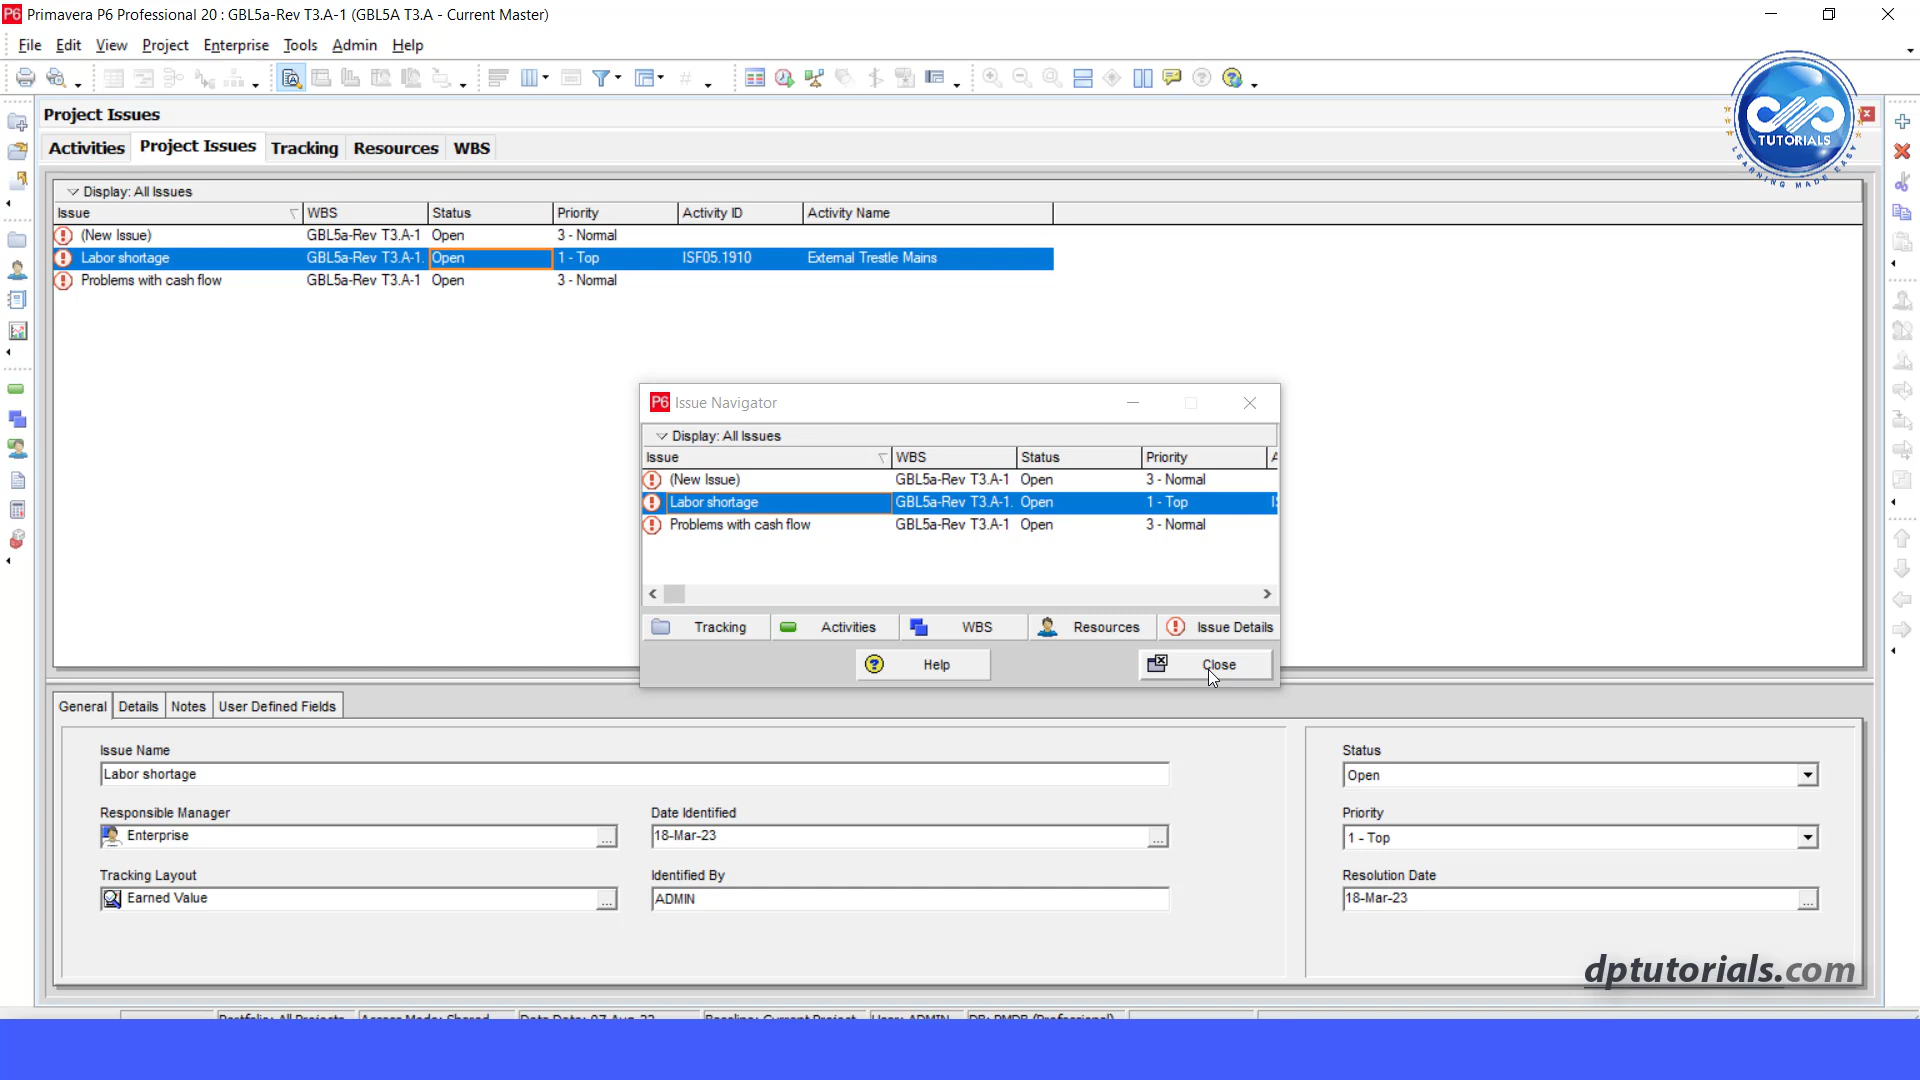 P6 Primavera P6 Professional 20 : GBL5a-Rev T3.A-1 (GBL5A T3.A - Current Master)
File Edit View Project Enterprise Tools Admin Help
Project Issues
TUTORIALS
LEARNING MADE EASY
Activities Project Issues Tracking Resources WBS
Display: All Issues
Issue WBS Status Priority Activity ID Activity Name
(New Issue) GBL5a-Rev T3.A-1 Open 3 - Normal
Labor shortage GBL5a-Rev T3.A-1. Open 1 - Top ISF05.1910 External Trestle Mains
Problems with cash flow GBL5a-Rev T3.A-1 Open 3 - Normal
P6 Issue Navigator
Display: All Issues
Issue WBS Status Priority A
(New Issue) GBL5a-Rev T3.A-1 Open 3 - Normal
Labor shortage GBL5a-Rev T3.A-1. Open 1 - Top
Problems with cash flow GBL5a-Rev T3.A-1 Open 3 - Normal
Tracking Activities WBS Resources Issue Details
Help Close
General Details Notes User Defined Fields
Issue Name
Labor shortage
Responsible Manager Date Identified
Enterprise ... 18-Mar-23 ...
Tracking Layout Identified By
Earned Value ... ADMIN
Status
Open
Priority
1 - Top
Resolution Date
18-Mar-23 ...
dptutorials.com
Portfolio: All Projects Access Mode: Shared Data Date: 07-Aug-22 Baseline: Current Project User: ADMIN DB: PMDB (Professional)